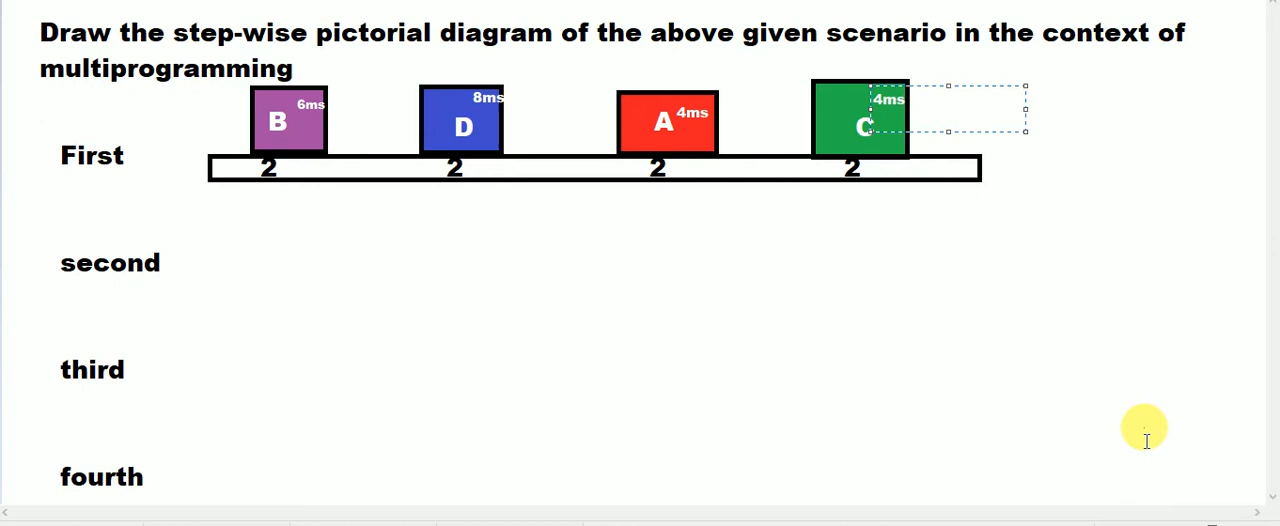 Draw the step-wise pictorial diagram of the above given scenario in the context of
multiprogramming
B 6ms
D 8ms
A 4ms
C 4ms
First
2 2 2 2
second
third
fourth